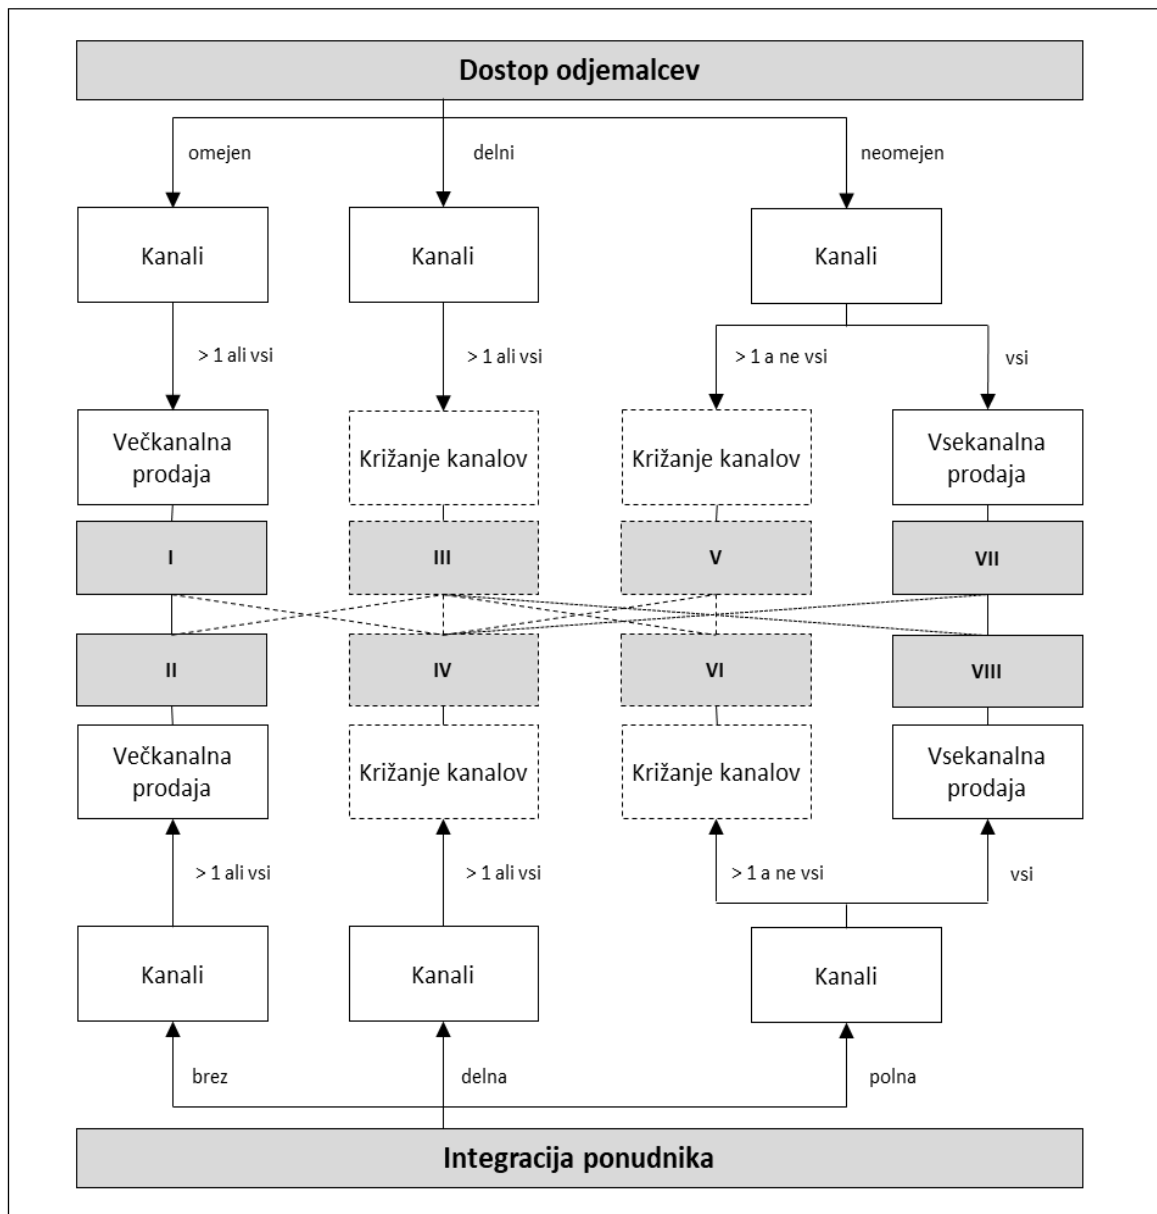 Dostop odjemalcev
omejen
delni
neomejen
Kanali
Kanali
Kanali
> 1 ali vsi
> 1 ali vsi
> 1 a ne vsi
vsi
Večkanalna
prodaja
Križanje kanalov
Križanje kanalov
Vsekanalna
prodaja
I
III
V
VII
II
IV
VI
VIII
Večkanalna
prodaja
Križanje kanalov
Križanje kanalov
Vsekanalna
prodaja
> 1 ali vsi
> 1 ali vsi
> 1 a ne vsi
vsi
Kanali
Kanali
Kanali
brez
delna
polna
Integracija ponudnika